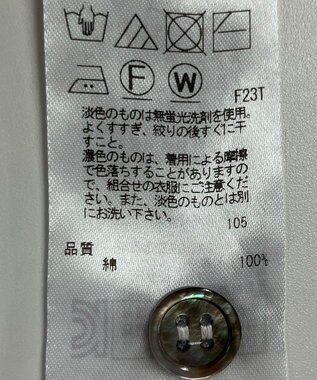 F W
F23T
淡色のものは無蛍光洗剤を使用。
よくすすぎ、絞りの後すぐに干
すこと。
濃色のものは、着用による摩擦
で色落ちすることがありますの
で、組合せの衣服にご注意くだ
さい。また、淡色のものとは別
にお洗い下さい。
105
品質
綿 100%